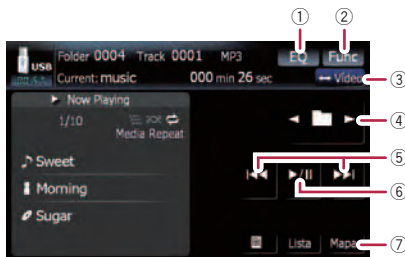 ① ②
USB Folder 0004 Track 0001 MP3 EQ Func
Current: music 000 min 26 sec Video ③
Now Playing
1/10
Media Repeat
④
Sweet
⑤
Morning
⑥
Sugar
Lista Mapa ⑦